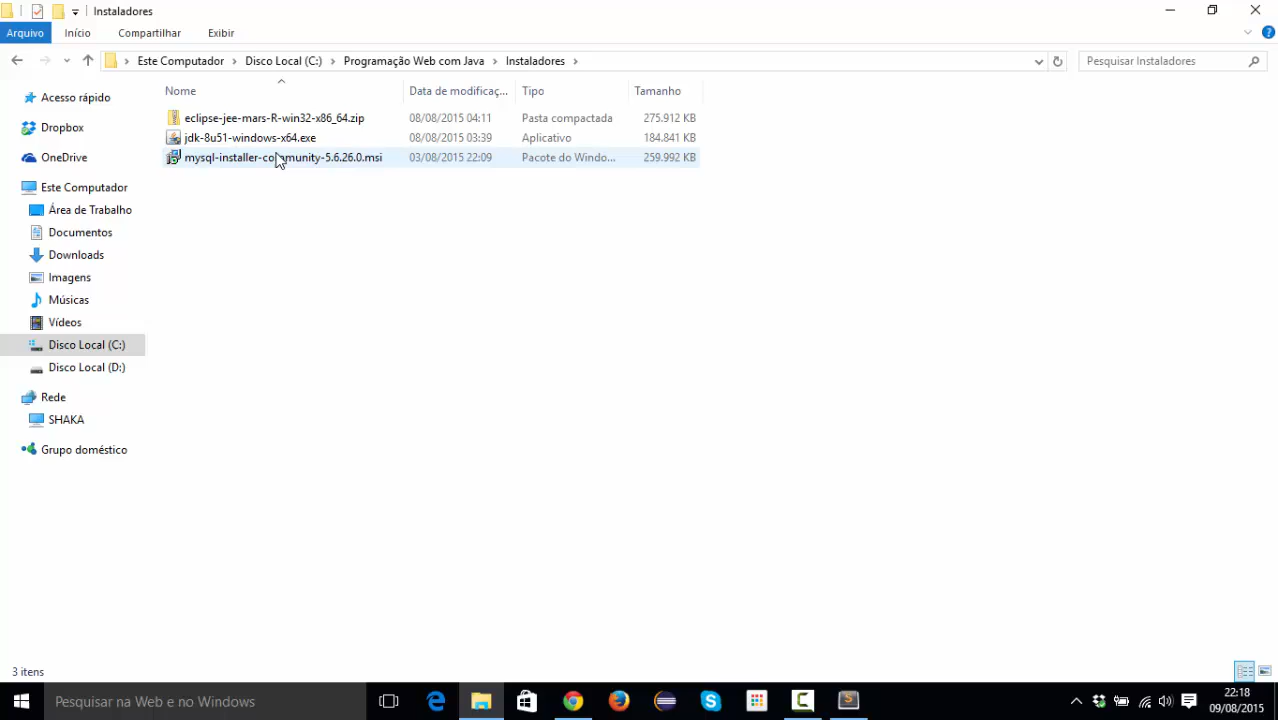 Instaladores
Arquivo Início Compartilhar Exibir
Este Computador Disco Local (C:) Programação Web com Java Instaladores Pesquisar Instaladores
Nome Data de modificaç... Tipo Tamanho
eclipse-jee-mars-R-win32-x86_64.zip 08/08/2015 04:11 Pasta compactada 275.912 KB
jdk-8u51-windows-x64.exe 08/08/2015 03:39 Aplicativo 184.841 KB
mysql-installer-community-5.6.26.0.msi 03/08/2015 22:09 Pacote do Windo... 259.992 KB
Acesso rápido
Dropbox
OneDrive
Este Computador
Área de Trabalho
Documentos
Downloads
Imagens
Músicas
Vídeos
Disco Local (C:)
Disco Local (D:)
Rede
SHAKA
Grupo doméstico
3 itens
Pesquisar na Web e no Windows
22:18
09/08/2015